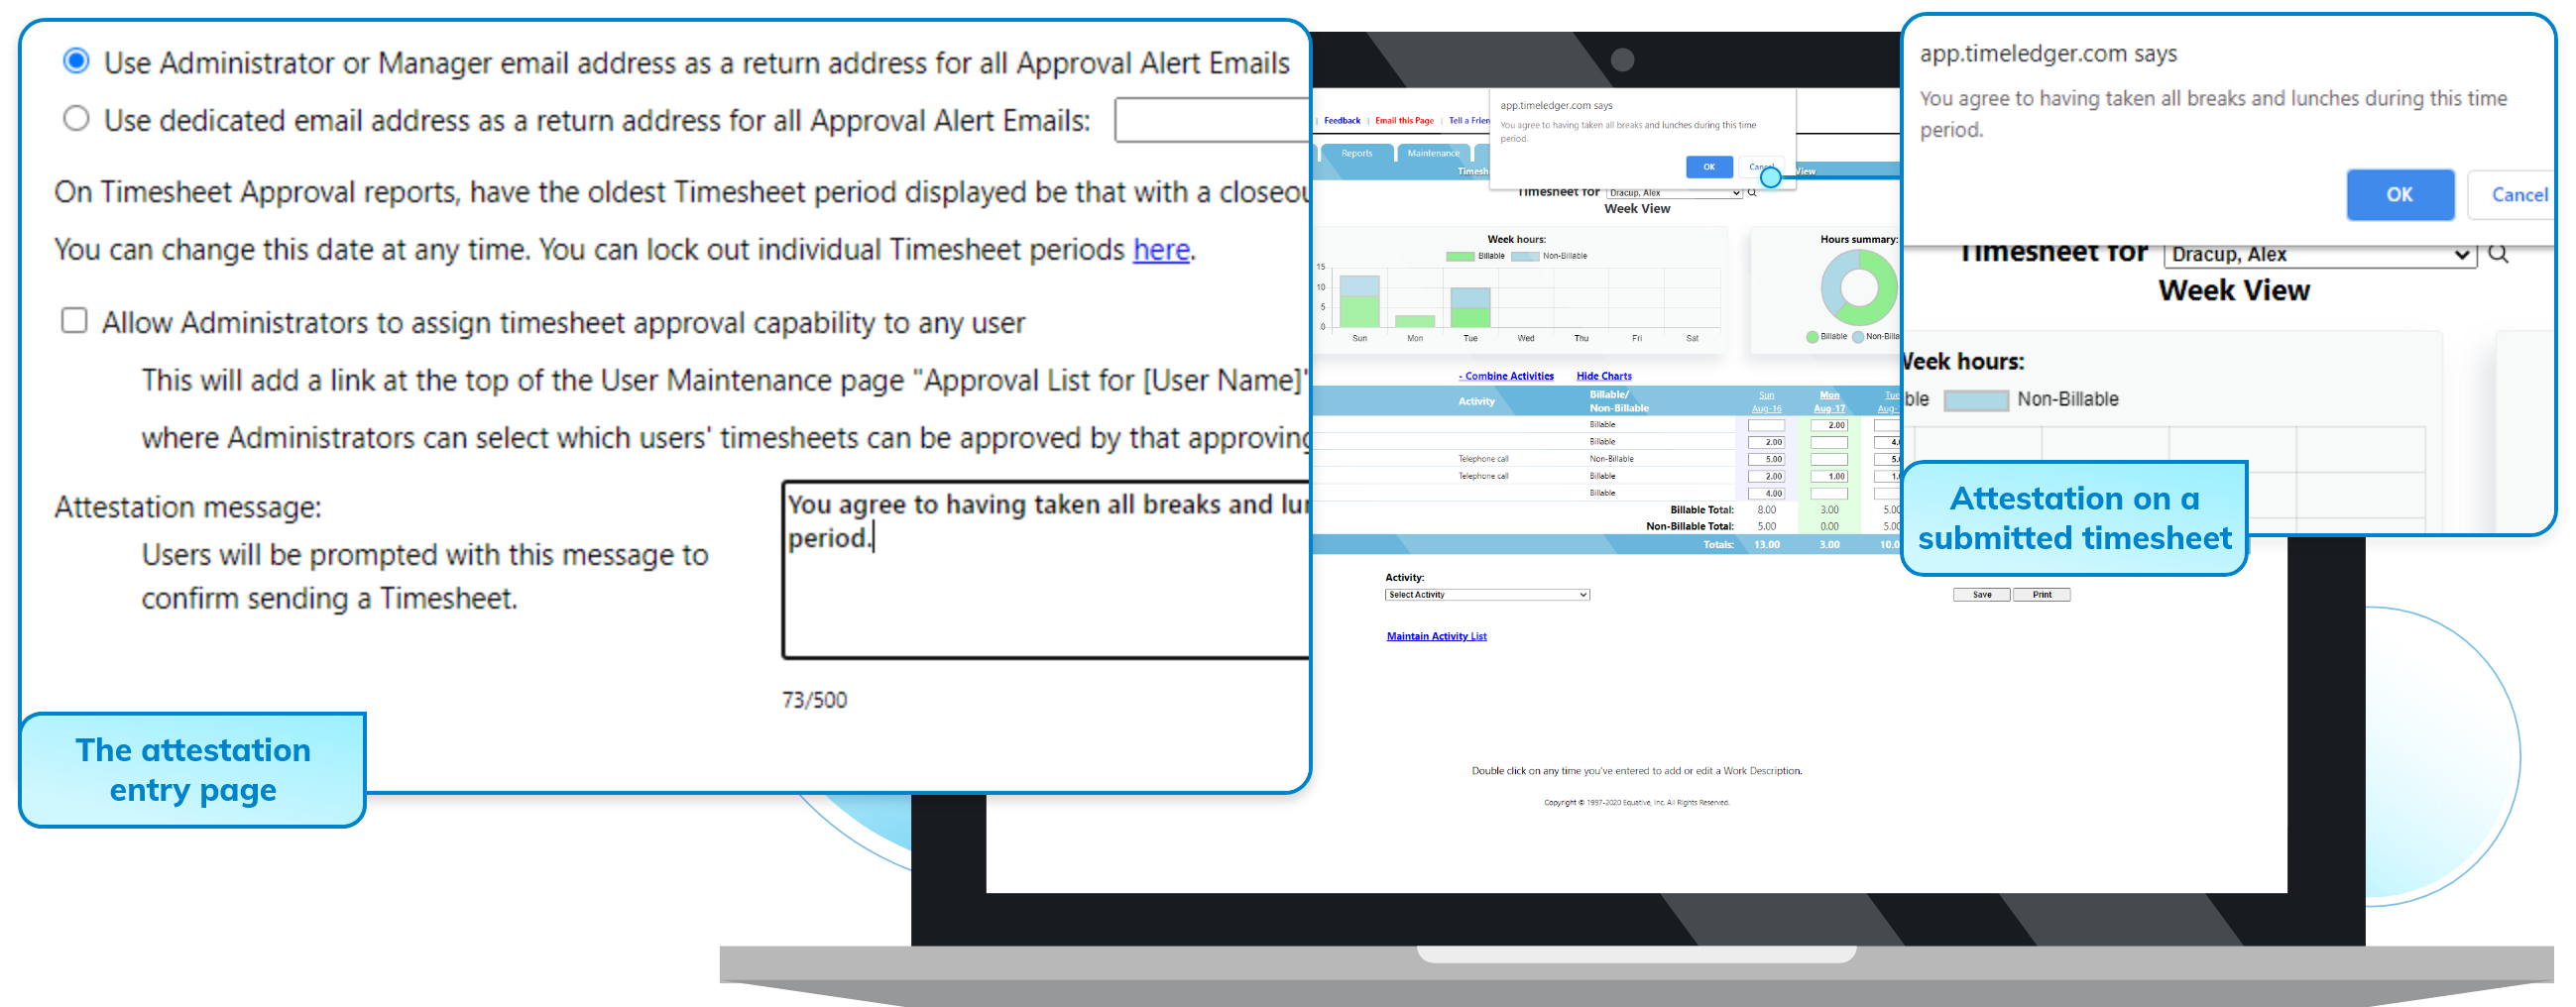 Use Administrator or Manager email address as a return address for all Approval Alert Emails
Use dedicated email address as a return address for all Approval Alert Emails:
On Timesheet Approval reports, have the oldest Timesheet period displayed be that with a
You can change this date at any time. You can lock out individual Timesheet periods here.
Allow Administrators to assign timesheet approval capability to any user
This will add a link at the top of the User Maintenance page "Approval List for [User Name]"
where Administrators can select which users' timesheets can be approved by that approving
Attestation message:
Users will be prompted with this message to
confirm sending a Timesheet.
You agree to having taken all breaks and
period.
73/500
The attestation
entry page
| Feedback | Email this Page | Tell a
app.timeledger.com says
You agree to having taken all breaks and lunches during this time
period.
OK Cancel
Reports Maintenance
View
Timesheet for Dracup, Alex
Week View
Week hours:
Billable Non-Billable
15
10
5
0
Sun Mon Tue Wed Thu Fri Sat
Hours summary:
Billable
- Combine Activities Hide Charts
Activity Billable/ Sun Mon Tue
Non-Billable Aug-16 Aug-17 Aug-
Billable 2.00
Billable 2.00
Telephone call Non-Billable 5.00
Telephone call Billable 2.00 1.00
Billable 4.00
Billable Total: 8.00 3.00 5.00
Non-Billable Total: 5.00 0.00 5.00
Totals: 13.00 3.00 10.0
Activity:
Select Activity
Save Print
Maintain Activity List
Double click on any time you've entered to add or edit a Work Description.
Copyright © 1997-2020 Equative, Inc. All Rights Reserved.
app.timeledger.com says
You agree to having taken all breaks and lunches during this time
period.
OK Cancel
Timesheet for Dracup, Alex
Week View
Week hours:
Non-Billable
Attestation on a
submitted timesheet